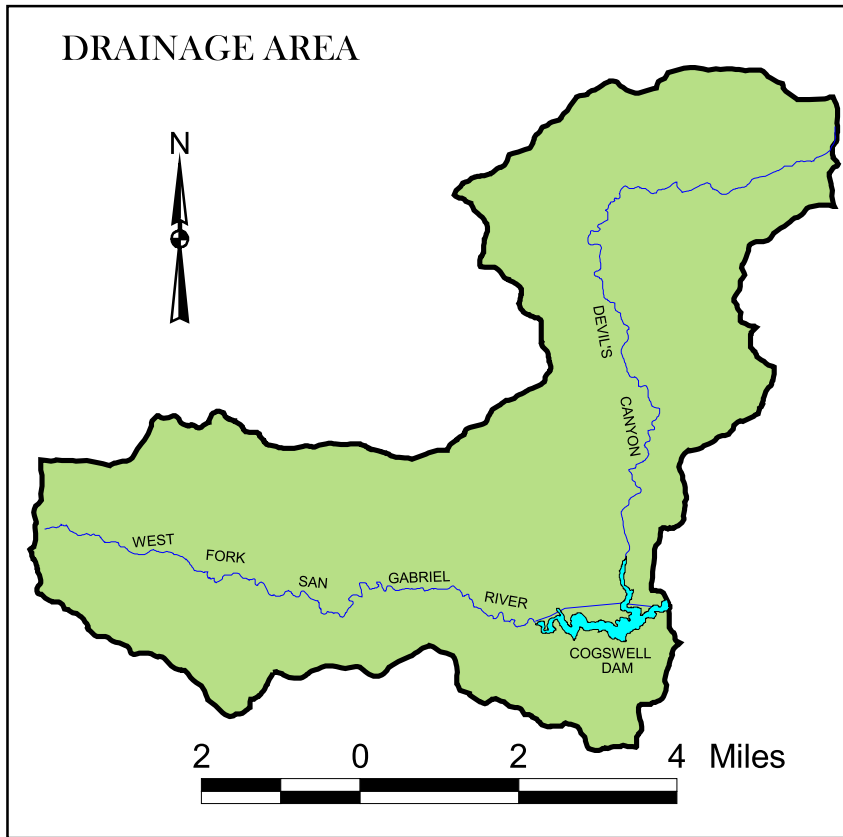 DRAINAGE AREA
N
DEVIL'S
CANYON
WEST FORK SAN GABRIEL RIVER
COGSWELL
DAM
2 0 2 4 Miles